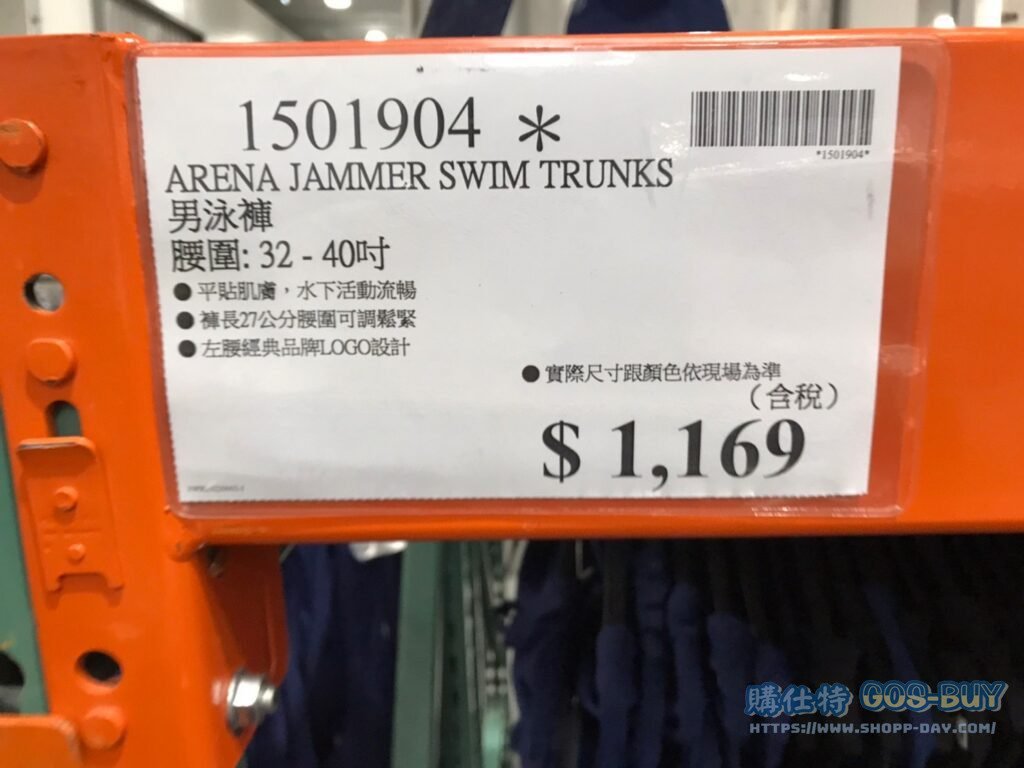 1501904 *
*1501904*
ARENA JAMMER SWIM TRUNKS
男泳褲
腰圍: 32 - 40吋
● 平貼肌膚，水下活動流暢
● 褲長27公分腰圍可調鬆緊
● 左腰經典品牌LOGO設計
● 實際尺寸跟顏色依現場為準
（含稅）
$ 1,169
購仕特 GOS-BUY
HTTPS://WWW.SHOPP-DAY.COM/